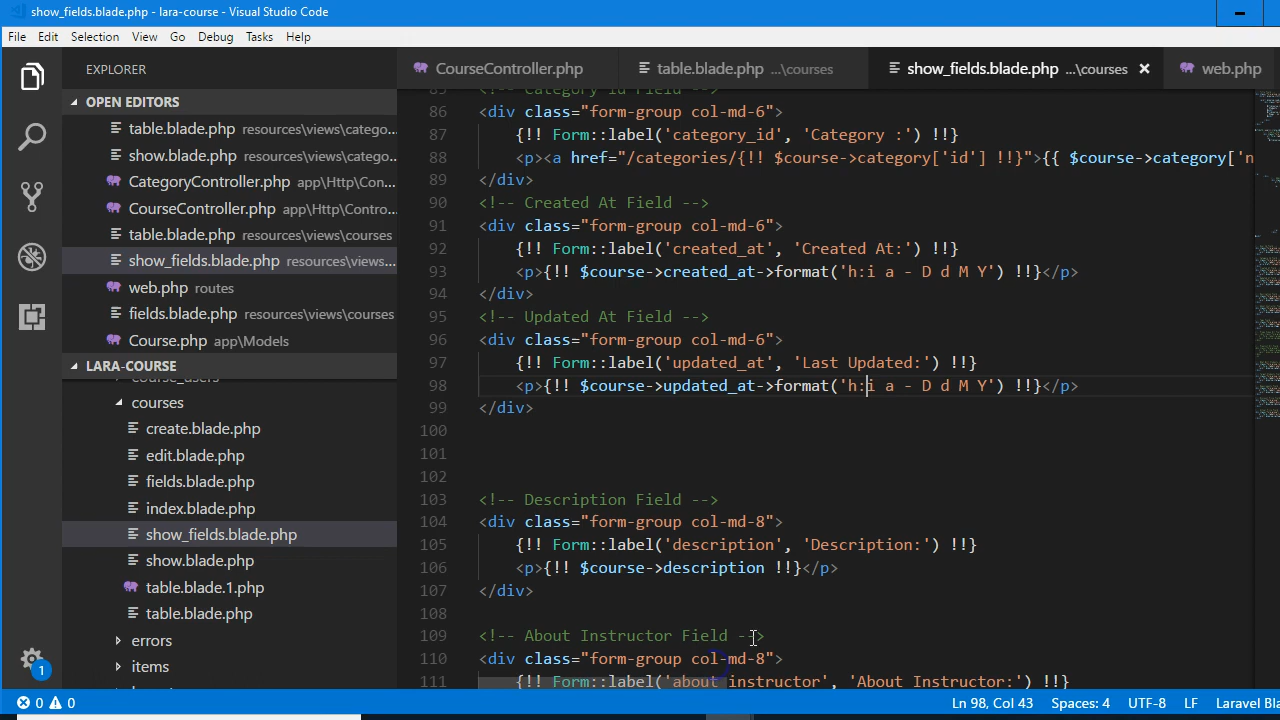 show_fields.blade.php - lara-course - Visual Studio Code
File Edit Selection View Go Debug Tasks Help
EXPLORER
CourseController.php
table.blade.php ...\courses
show_fields.blade.php ...\courses
web.php
OPEN EDITORS
table.blade.php resources\views\catego...
show.blade.php resources\views\catego...
CategoryController.php app\Http\Con...
CourseController.php app\Http\Contro...
table.blade.php resources\views\courses
show_fields.blade.php resources\views...
web.php routes
fields.blade.php resources\views\courses
Course.php app\Models
LARA-COURSE
course_users
courses
create.blade.php
edit.blade.php
fields.blade.php
index.blade.php
show_fields.blade.php
show.blade.php
table.blade.1.php
table.blade.php
errors
items
1
85 <!-- Category Id Field -->
86 <div class="form-group col-md-6">
87 {!! Form::label('category_id', 'Category :') !!}
88 <p><a href="/categories/{!! $course->category['id'] !!}">{{ $course->category['n
89 </div>
90 <!-- Created At Field -->
91 <div class="form-group col-md-6">
92 {!! Form::label('created_at', 'Created At:') !!}
93 <p>{!! $course->created_at->format('h:i a - D d M Y') !!}</p>
94 </div>
95 <!-- Updated At Field -->
96 <div class="form-group col-md-6">
97 {!! Form::label('updated_at', 'Last Updated:') !!}
98 <p>{!! $course->updated_at->format('h:i a - D d M Y') !!}</p>
99 </div>
100
101
102
103 <!-- Description Field -->
104 <div class="form-group col-md-8">
105 {!! Form::label('description', 'Description:') !!}
106 <p>{!! $course->description !!}</p>
107 </div>
108
109 <!-- About Instructor Field -->
110 <div class="form-group col-md-8">
111 {!! Form::label('about_instructor', 'About Instructor:') !!}
0 0 Ln 98, Col 43 Spaces: 4 UTF-8 LF Laravel Bla